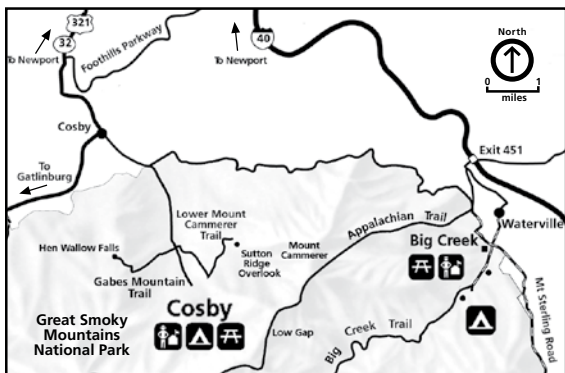 321
32
To Newport
Foothills Parkway
40
To Newport
North
0 1
miles
Cosby
Exit 451
To
Gatlinburg
Waterville
Lower Mount
Cammerer
Trail
Appalachian Trail
Hen Wallow Falls
Sutton
Ridge
Overlook
Mount
Cammerer
Big Creek
Gabes Mountain
Trail
Cosby
Mt Sterling Road
Great Smoky
Mountains
National Park
Low Gap
Big Creek Trail